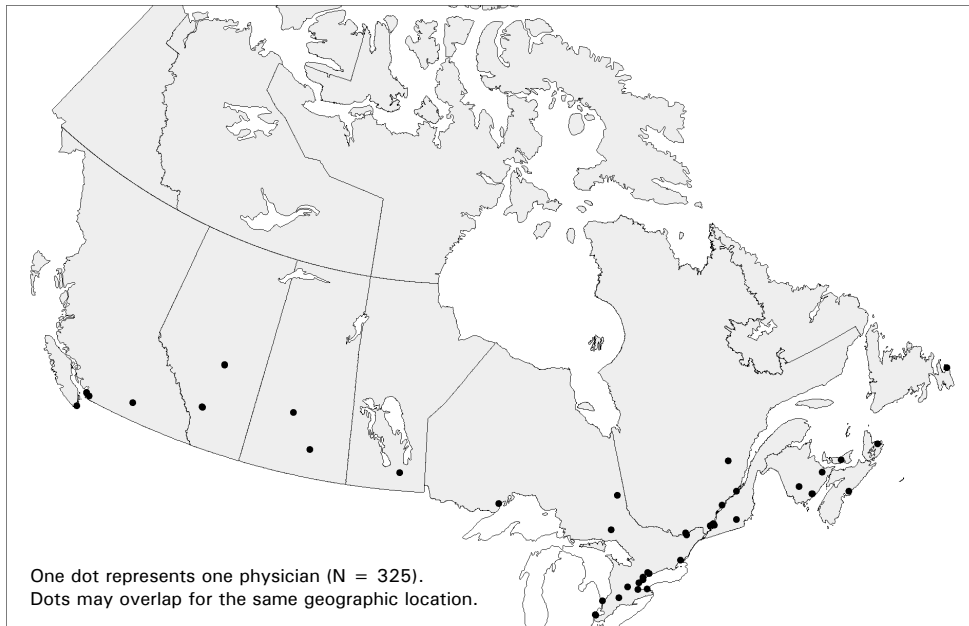 One dot represents one physician (N = 325).
Dots may overlap for the same geographic location.